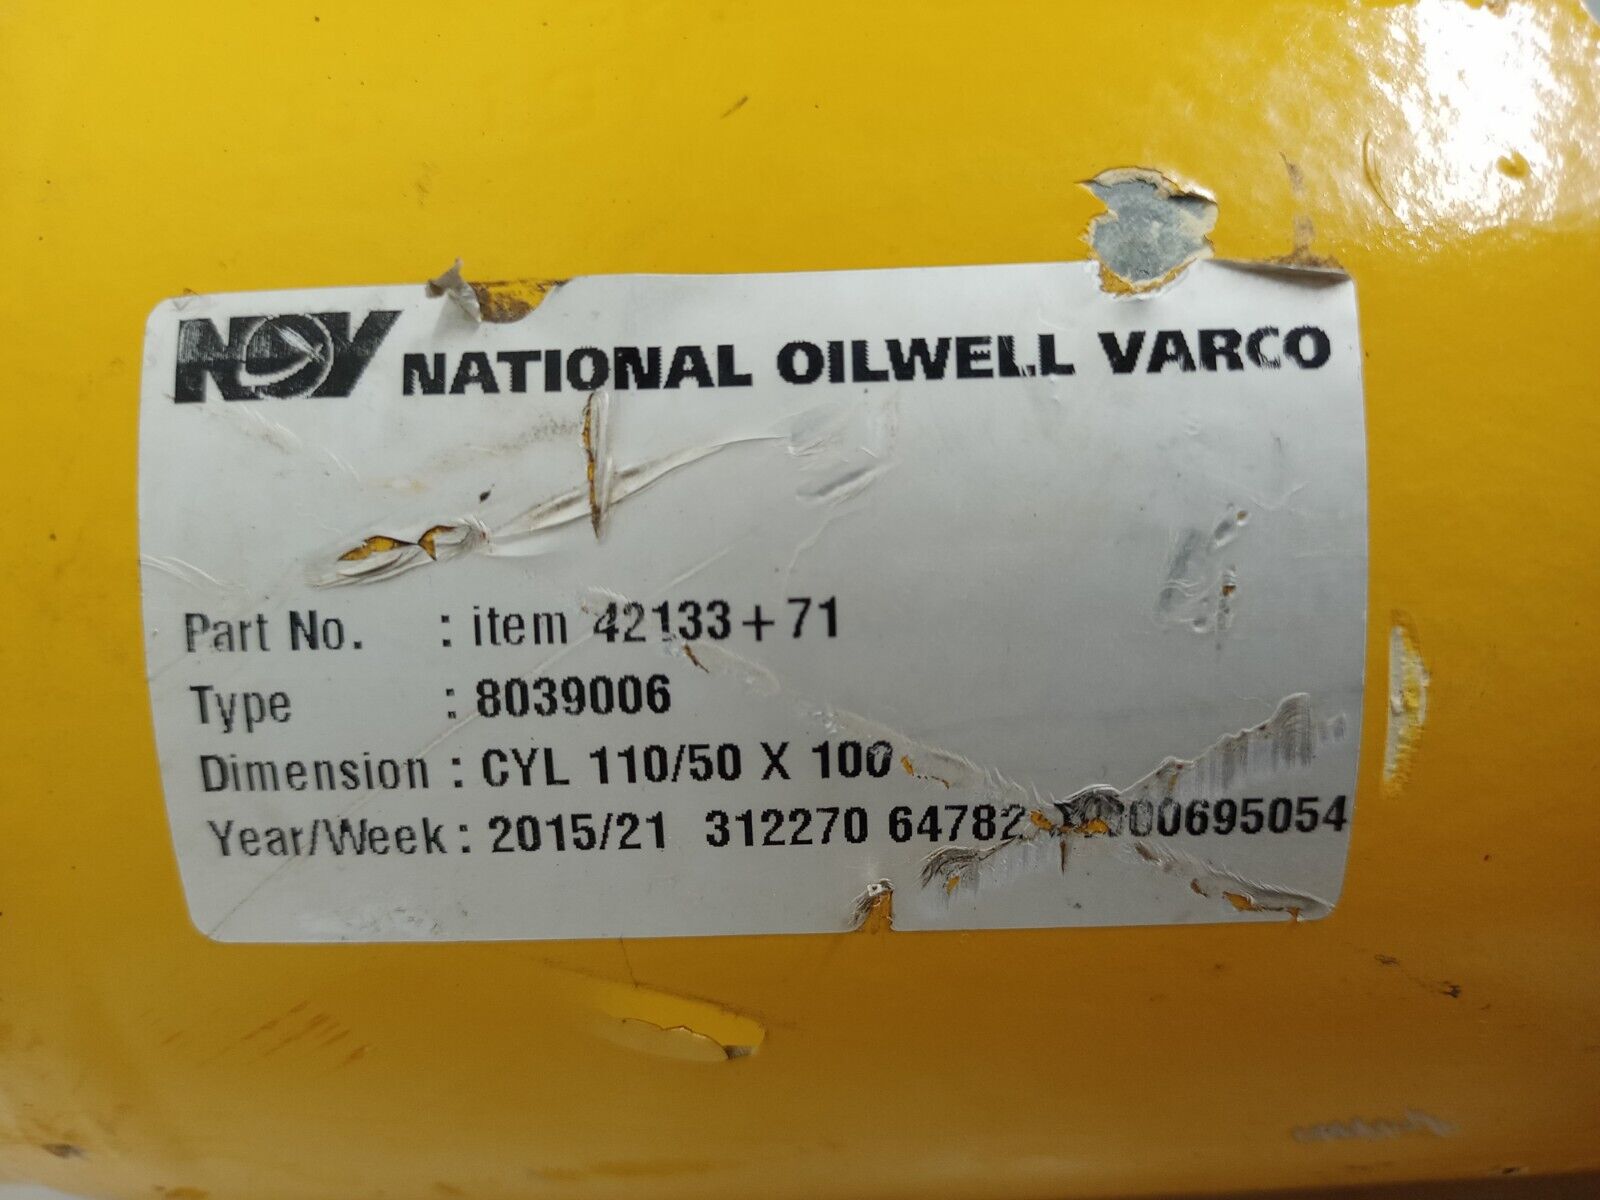 NOV NATIONAL OILWELL VARCO
Part No. : item 42133+71
Type : 8039006
Dimension : CYL 110/50 X 100
Year/Week : 2015/21 312270 64782